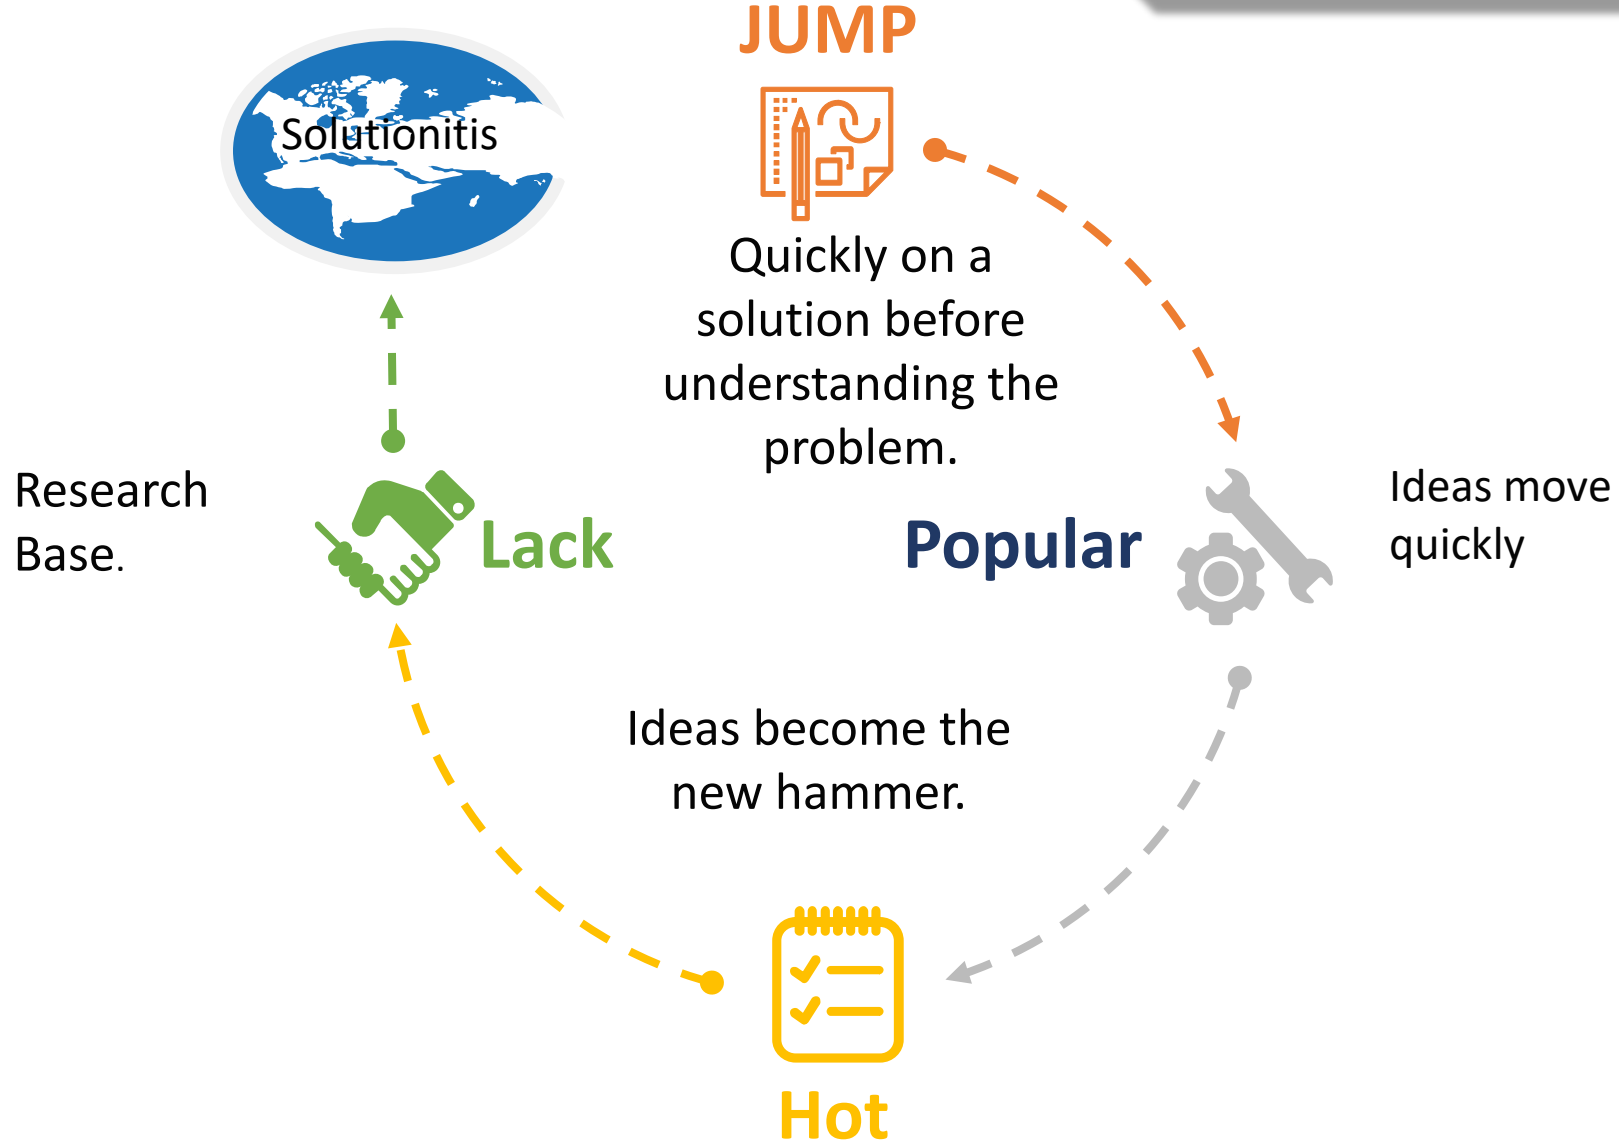 JUMP
Solutionitis
Quickly on a
solution before
understanding the
problem.
Research
Base.
Lack
Popular
Ideas move
quickly
Ideas become the
new hammer.
Hot